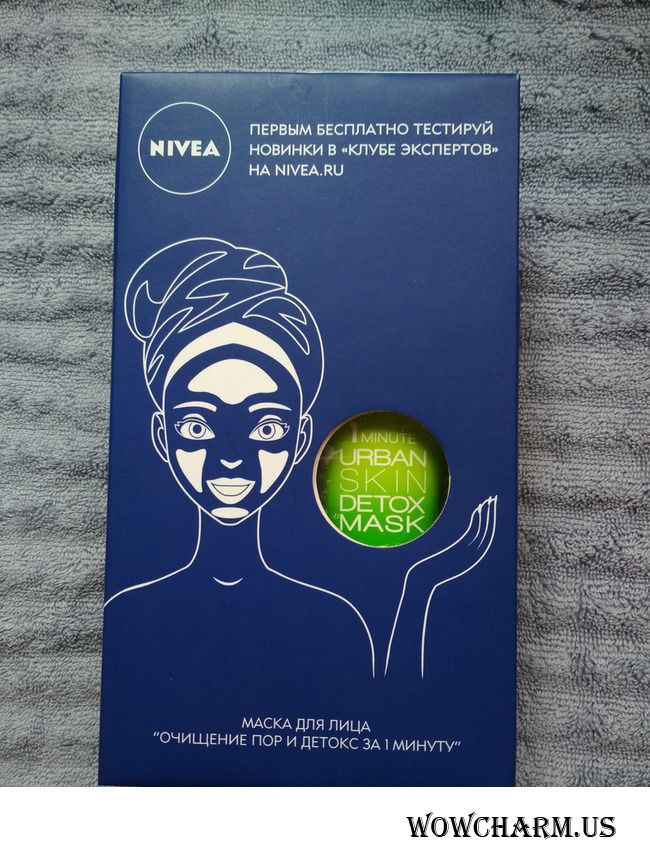 NIVEA
ПЕРВЫМ БЕСПЛАТНО ТЕСТИРУЙ
НОВИНКИ В «КЛУБЕ ЭКСПЕРТОВ»
НА NIVEA.RU
1 MINUTE
URBAN
SKIN
DETOX
MASK
МАСКА ДЛЯ ЛИЦА
"ОЧИЩЕНИЕ ПОР И ДЕТОКС ЗА 1 МИНУТУ"
WOWCHARM.US